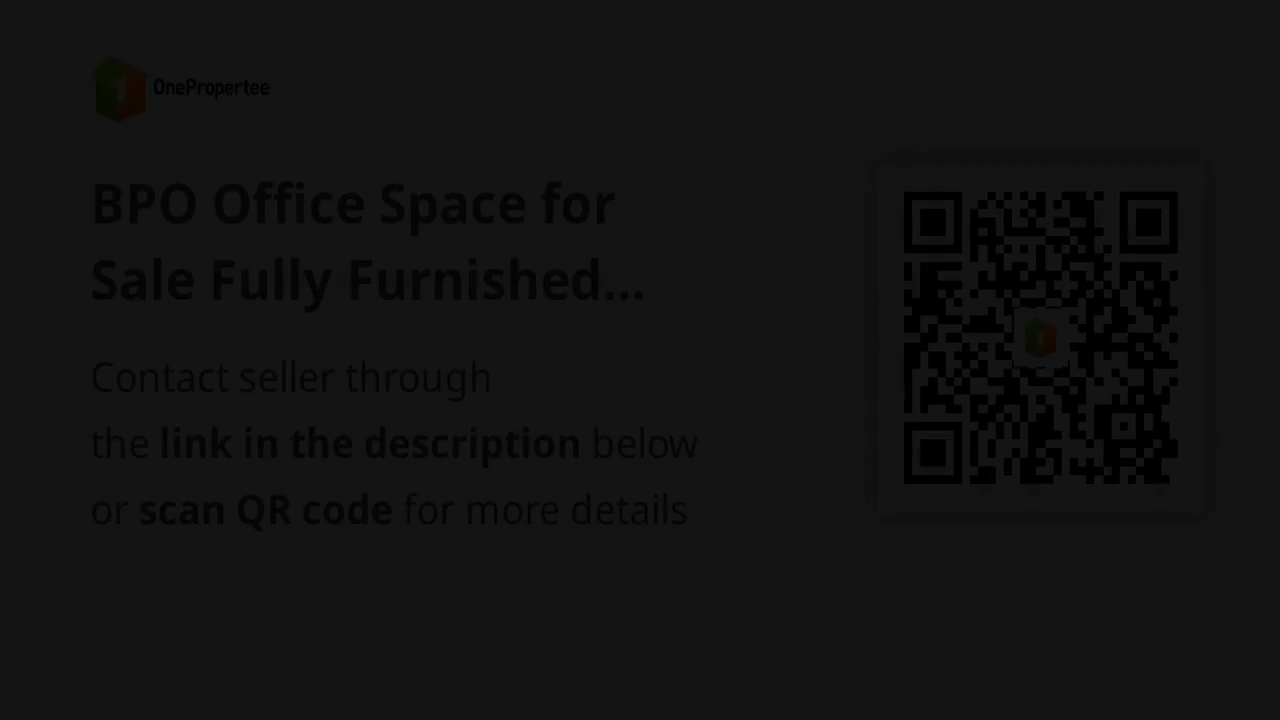 OnePropertee
BPO Office Space for
Sale Fully Furnished...
Contact seller through
the link in the description below
or scan QR code for more details